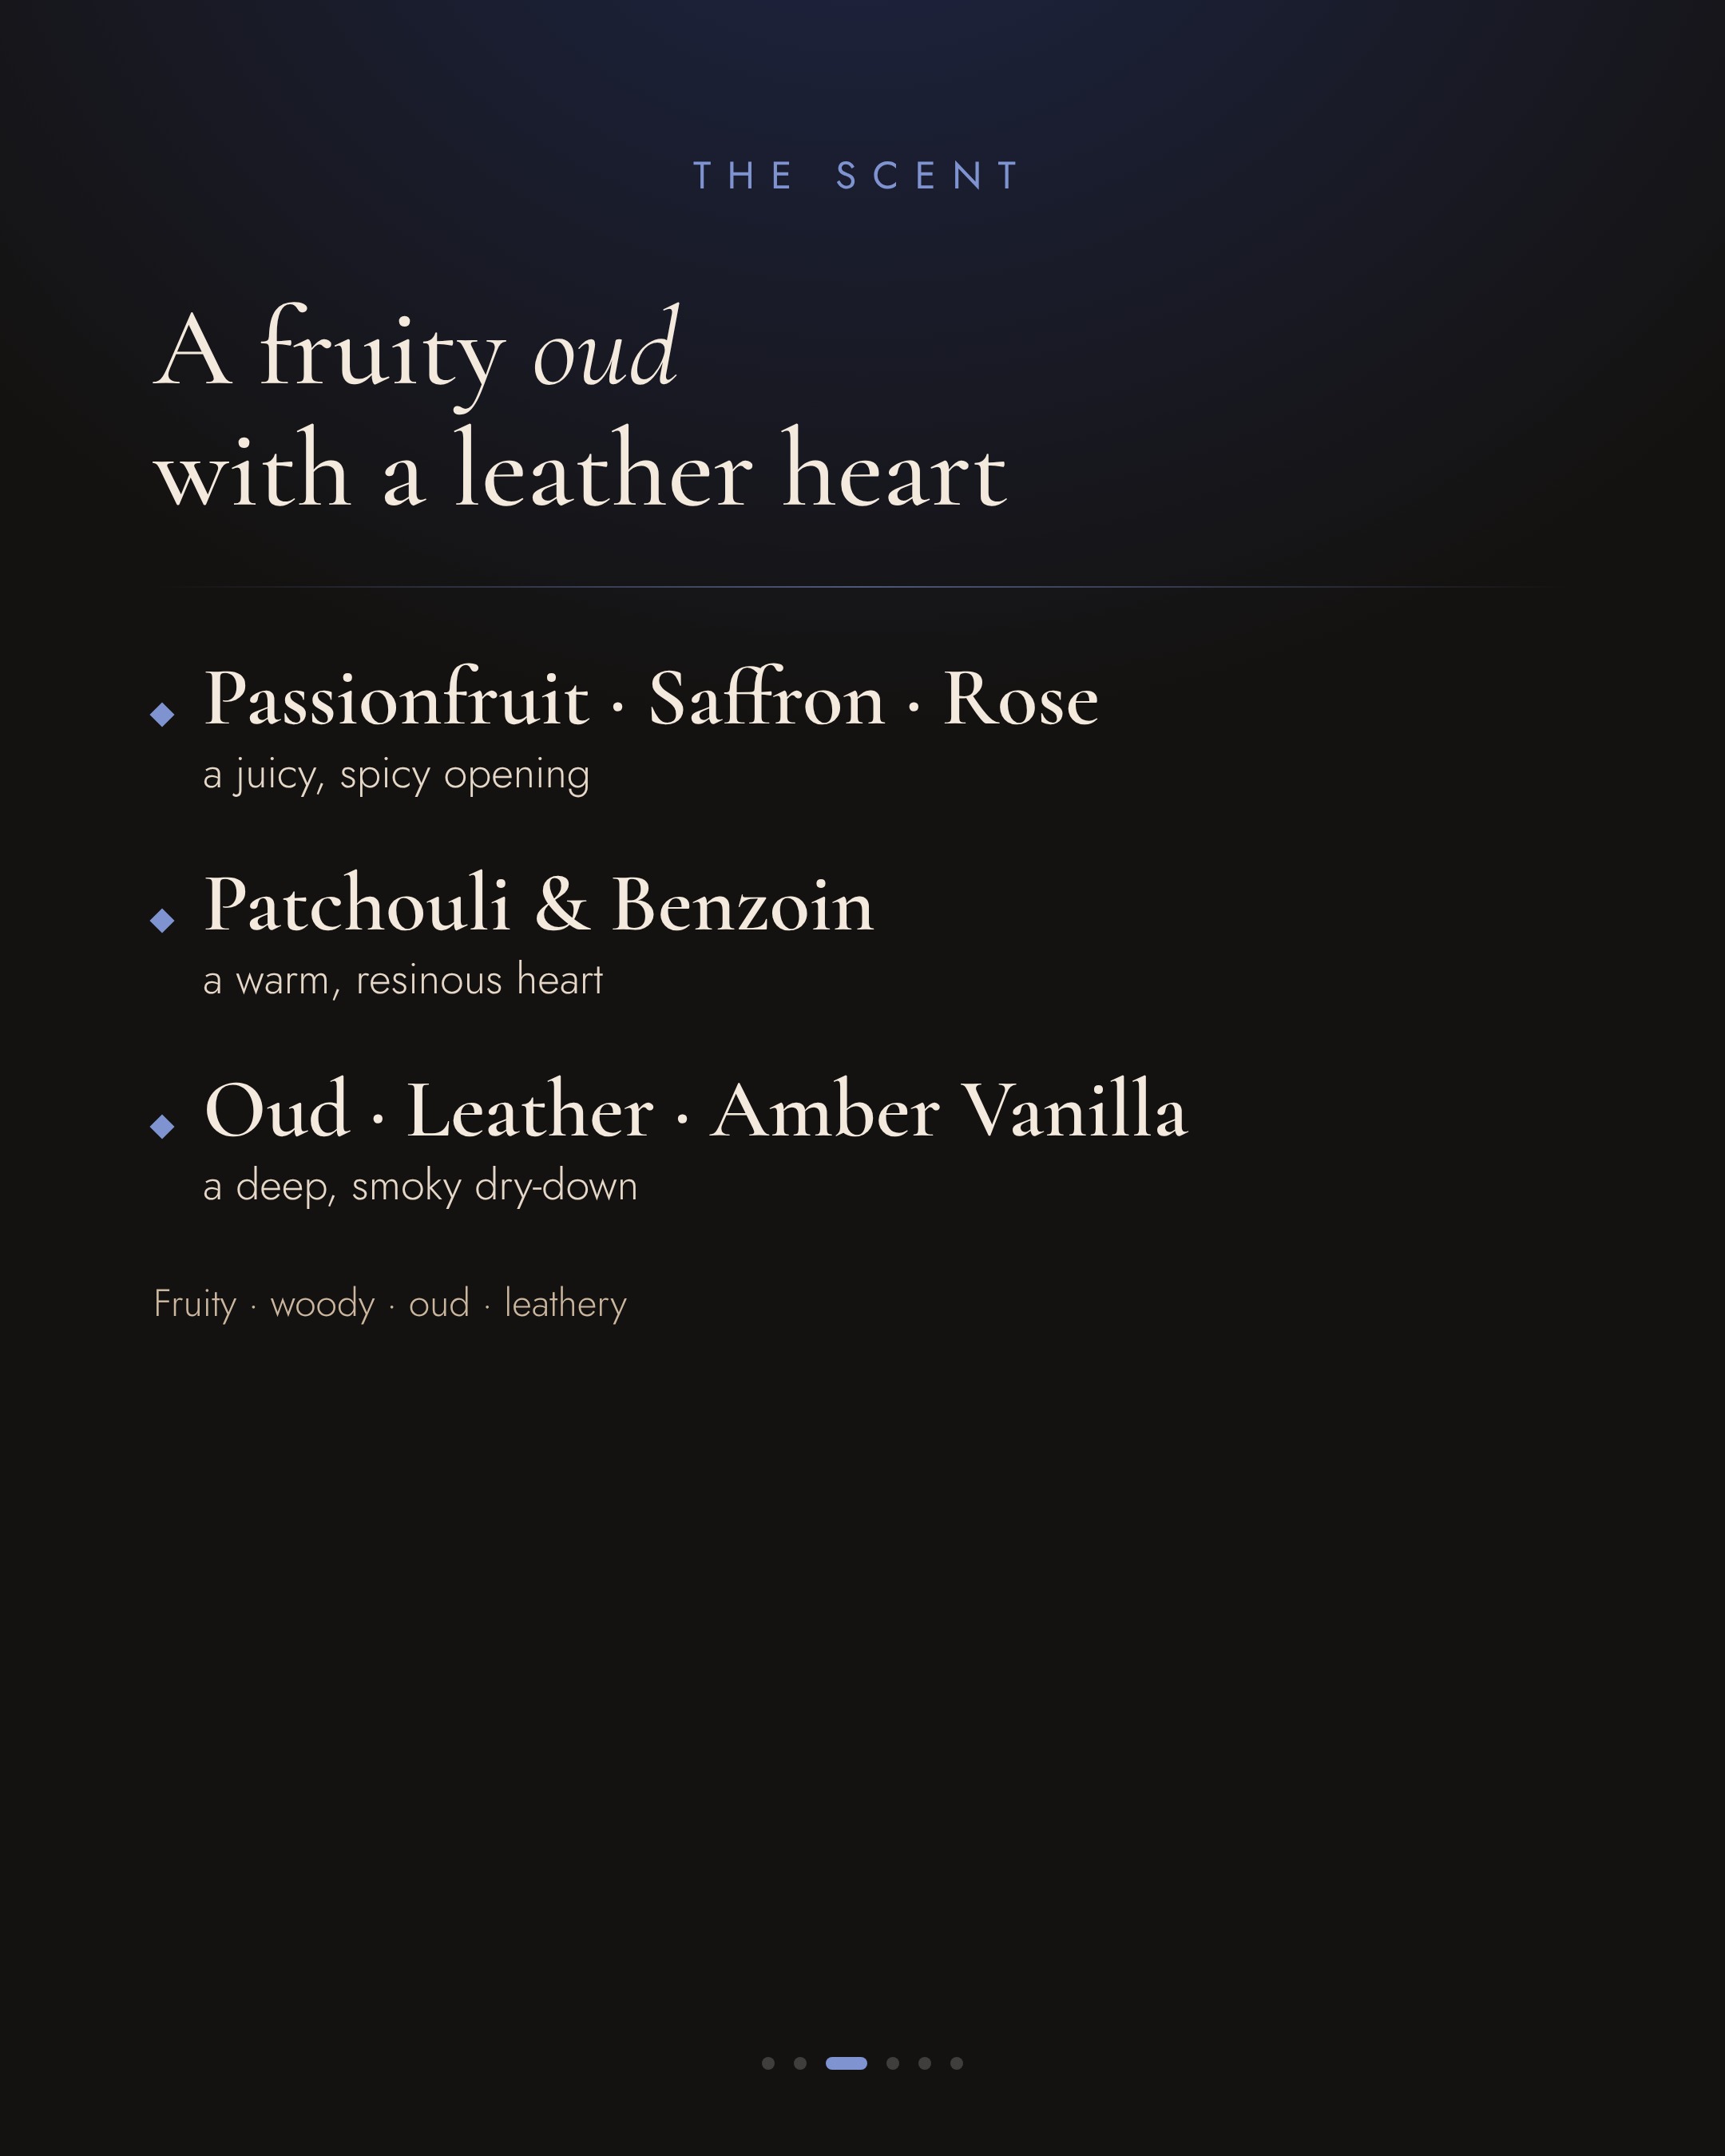 THE SCENT
A fruity oud
with a leather heart
Passionfruit · Saffron · Rose
a juicy, spicy opening
Patchouli & Benzoin
a warm, resinous heart
Oud · Leather · Amber Vanilla
a deep, smoky dry-down
Fruity · woody · oud · leathery